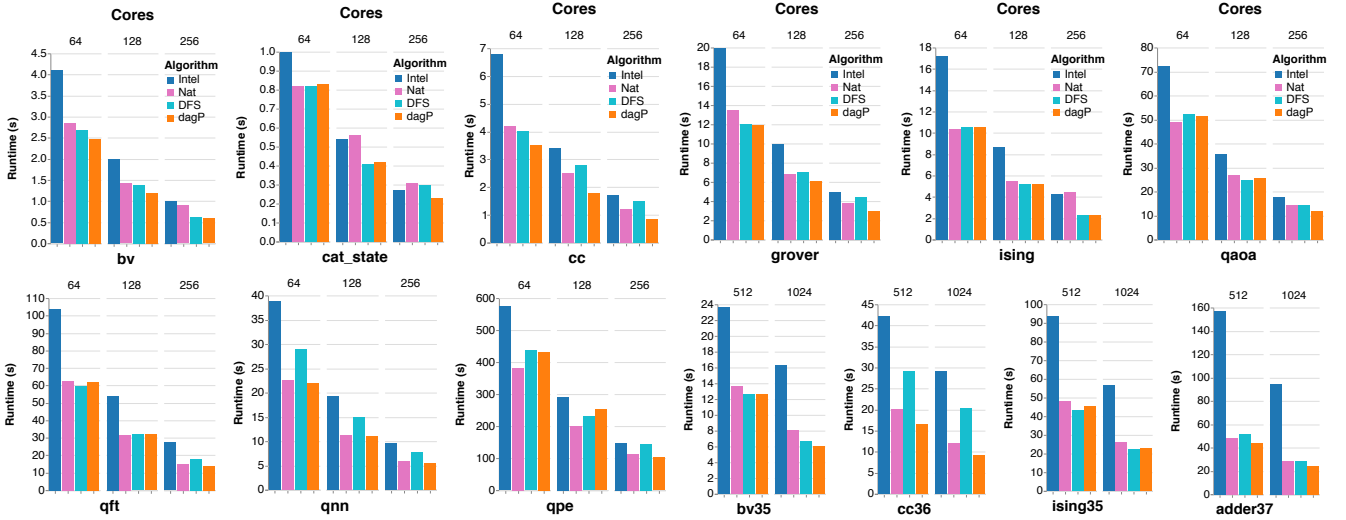 Cores
64 128 256
Algorithm
Intel
Nat
DFS
dagP
Runtime (s)
4.5
4.0
3.5
3.0
2.5
2.0
1.5
1.0
0.5
0.0
bv
Cores
64 128 256
Algorithm
Intel
Nat
DFS
dagP
Runtime (s)
1.0
0.9
0.8
0.7
0.6
0.5
0.4
0.3
0.2
0.1
0.0
cat_state
Cores
64 128 256
Algorithm
Intel
Nat
DFS
dagP
Runtime (s)
7
6
5
4
3
2
1
0
cc
Cores
64 128 256
Algorithm
Intel
Nat
DFS
dagP
Runtime (s)
20
18
16
14
12
10
8
6
4
2
0
grover
Cores
64 128 256
Algorithm
Intel
Nat
DFS
dagP
Runtime (s)
18
16
14
12
10
8
6
4
2
0
ising
Cores
64 128 256
Algorithm
Intel
Nat
DFS
dagP
Runtime (s)
80
70
60
50
40
30
20
10
0
qaoa
64 128 256
Runtime (s)
110
100
90
80
70
60
50
40
30
20
10
0
qft
64 128 256
Runtime (s)
40
35
30
25
20
15
10
5
0
qnn
64 128 256
Runtime (s)
600
500
400
300
200
100
0
qpe
512 1024
Runtime (s)
24
22
20
18
16
14
12
10
8
6
4
2
0
bv35
512 1024
Runtime (s)
45
40
35
30
25
20
15
10
5
0
cc36
512 1024
Runtime (s)
100
90
80
70
60
50
40
30
20
10
0
ising35
512 1024
Runtime (s)
160
140
120
100
80
60
40
20
0
adder37